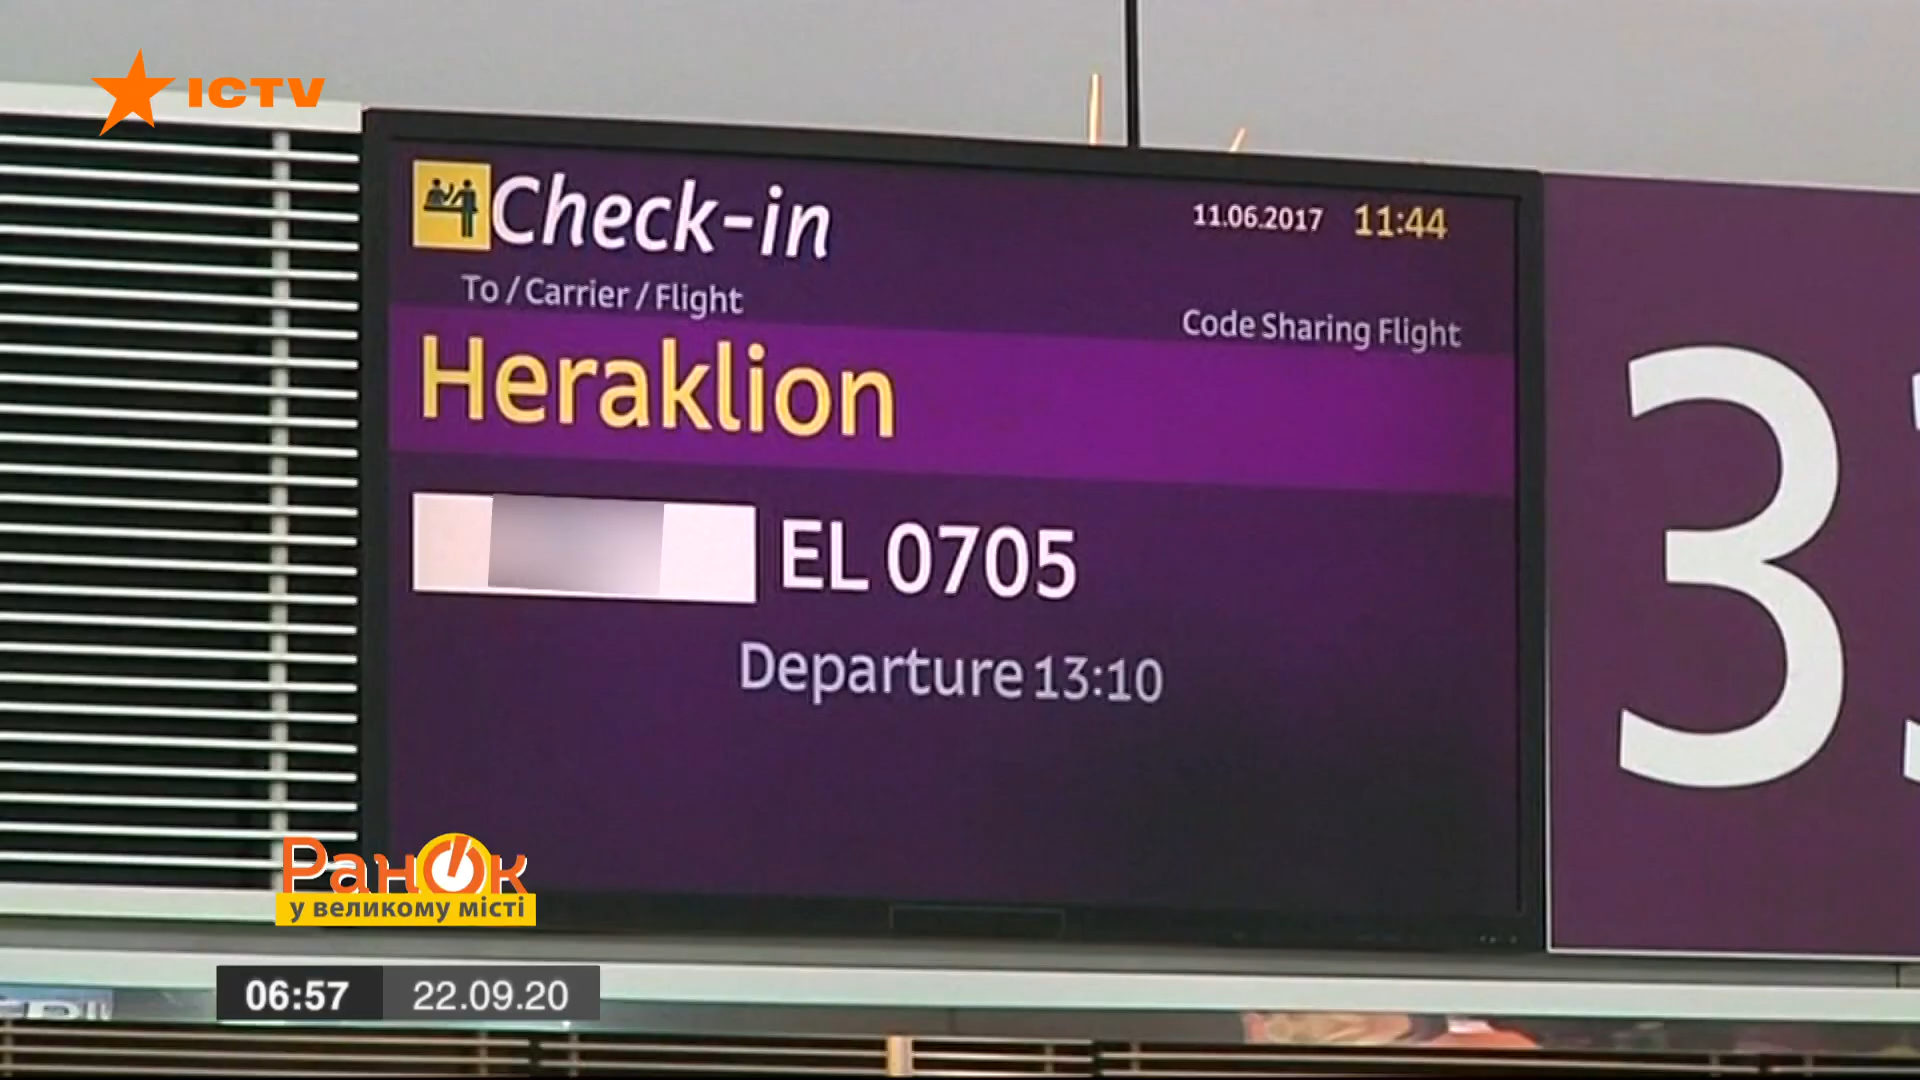 ICTV
Check-in
11.06.2017 11:44
To / Carrier / Flight
Code Sharing Flight
Heraklion
EL 0705
Departure 13:10
3
Ранок
у великому місті
06:57 22.09.20